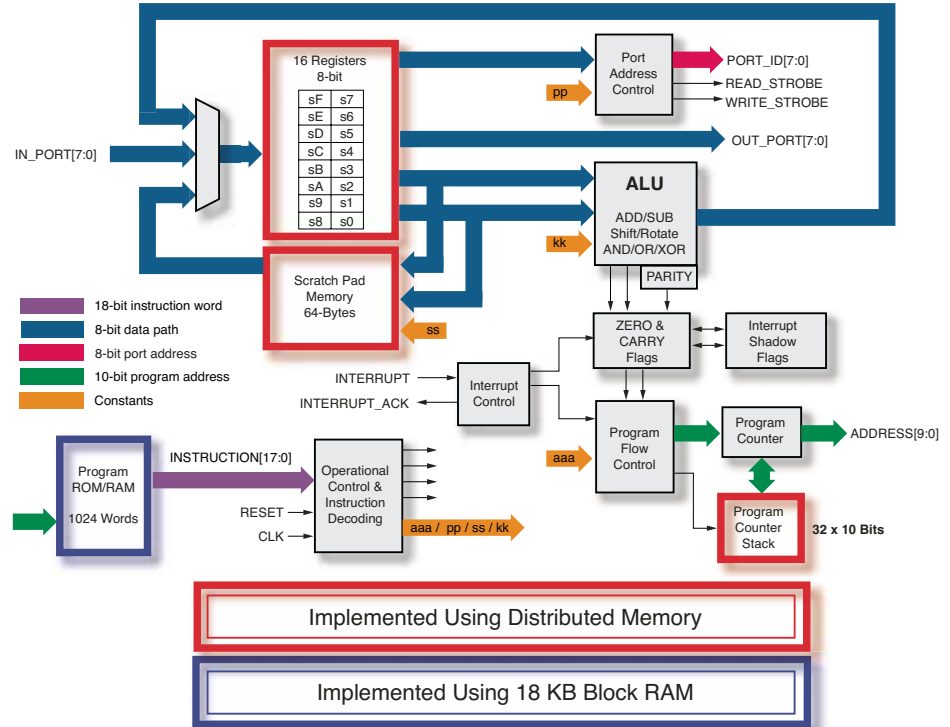 16 Registers
8-bit
sF s7
sE s6
sD s5
sC s4
sB s3
sA s2
s9 s1
s8 s0
Port
Address
Control
pp
PORT_ID[7:0]
READ_STROBE
WRITE_STROBE
IN_PORT[7:0]
OUT_PORT[7:0]
ALU
ADD/SUB
Shift/Rotate
AND/OR/XOR
kk
PARITY
Scratch Pad
Memory
64-Bytes
ss
18-bit instruction word
8-bit data path
8-bit port address
10-bit program address
Constants
ZERO &
CARRY
Flags
Interrupt
Shadow
Flags
INTERRUPT
INTERRUPT_ACK
Interrupt
Control
Program
Flow
Control
aaa
Program
Counter
ADDRESS[9:0]
Program
Counter
Stack
32 x 10 Bits
Program
ROM/RAM
1024 Words
INSTRUCTION[17:0]
RESET
CLK
Operational
Control &
Instruction
Decoding
aaa / pp / ss / kk
Implemented Using Distributed Memory
Implemented Using 18 KB Block RAM